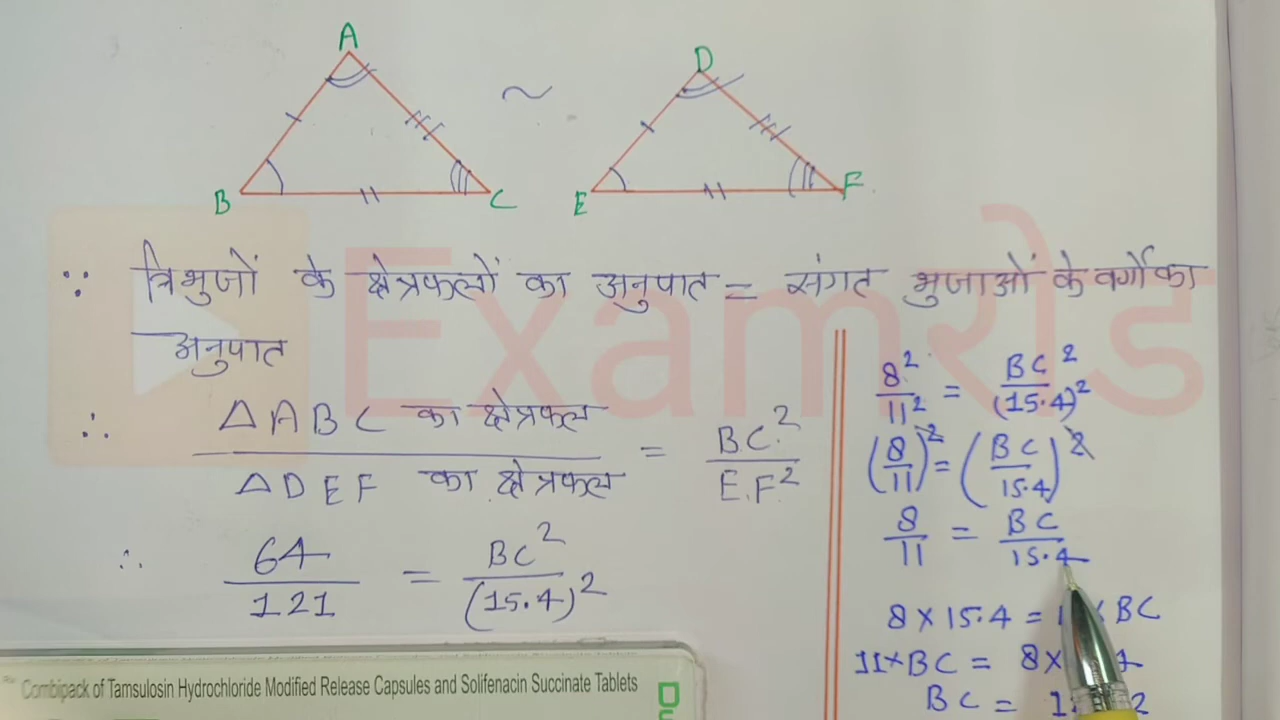 A
D
~
B
C
E
F
∵ त्रिभुजों के क्षेत्रफलों का अनुपात = संगत भुजाओं के वर्गों का
अनुपात
∴ △ABC का क्षेत्रफल / △DEF का क्षेत्रफल = BC² / EF²
∴ 64/121 = BC²/(15.4)²
8²/11² = BC²/(15.4)²
(8/11)² = (BC/15.4)²
8/11 = BC/15.4
8 × 15.4 = × BC
11×BC = 8×
BC =
Examरोड
Combipack of Tamsulosin Hydrochloride Modified Release Capsules and Solifenacin Succinate Tablets